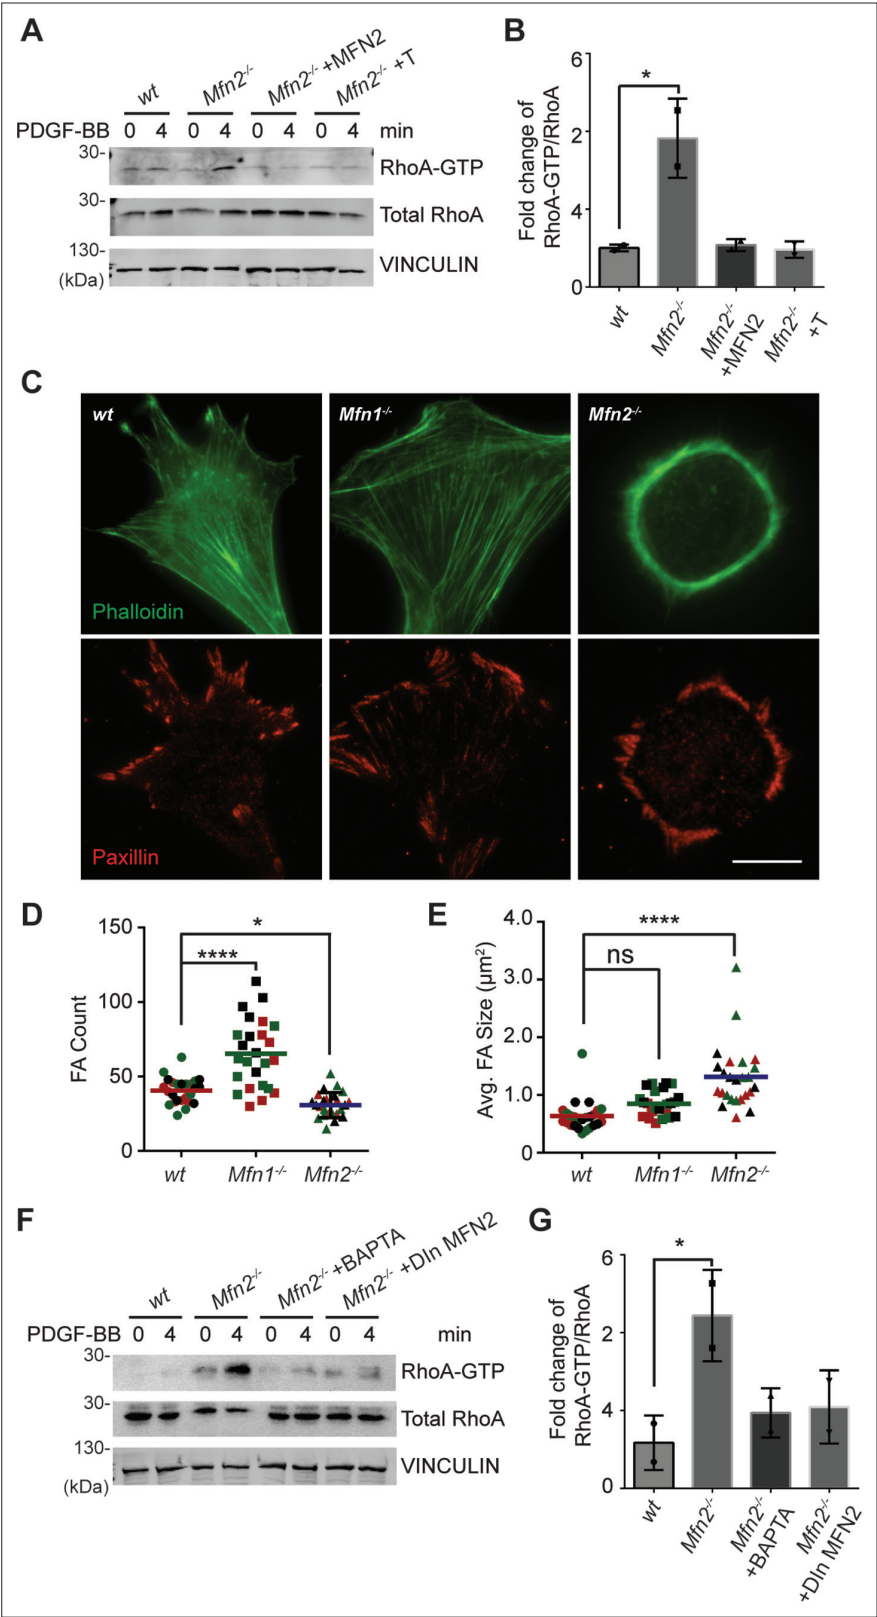 A
wt
Mfn2-/-
Mfn2-/- +MFN2
Mfn2-/- +T
PDGF-BB 0 4 0 4 0 4 0 4 min
30-
RhoA-GTP
30-
Total RhoA
130-
VINCULIN
(kDa)
B
Fold change of
RhoA-GTP/RhoA
6
2
4
0
*
wt
Mfn2-/-
Mfn2-/-
+MFN2
Mfn2-/-
+T
C
wt
Mfn1-/-
Mfn2-/-
Phalloidin
Paxillin
D
FA Count
150
100
50
0
*
****
wt Mfn1-/- Mfn2-/-
E
Avg. FA Size (µm2)
4.0
3.0
2.0
1.0
0
****
ns
wt Mfn1-/- Mfn2-/-
F
wt
Mfn2-/-
Mfn2-/- +BAPTA
Mfn2-/- +DIn MFN2
PDGF-BB 0 4 0 4 0 4 0 4 min
30-
RhoA-GTP
30-
Total RhoA
130-
VINCULIN
(kDa)
G
Fold change of
RhoA-GTP/RhoA
6
2
4
0
*
wt
Mfn2-/-
Mfn2-/-
+BAPTA
Mfn2-/-
+DIn MFN2